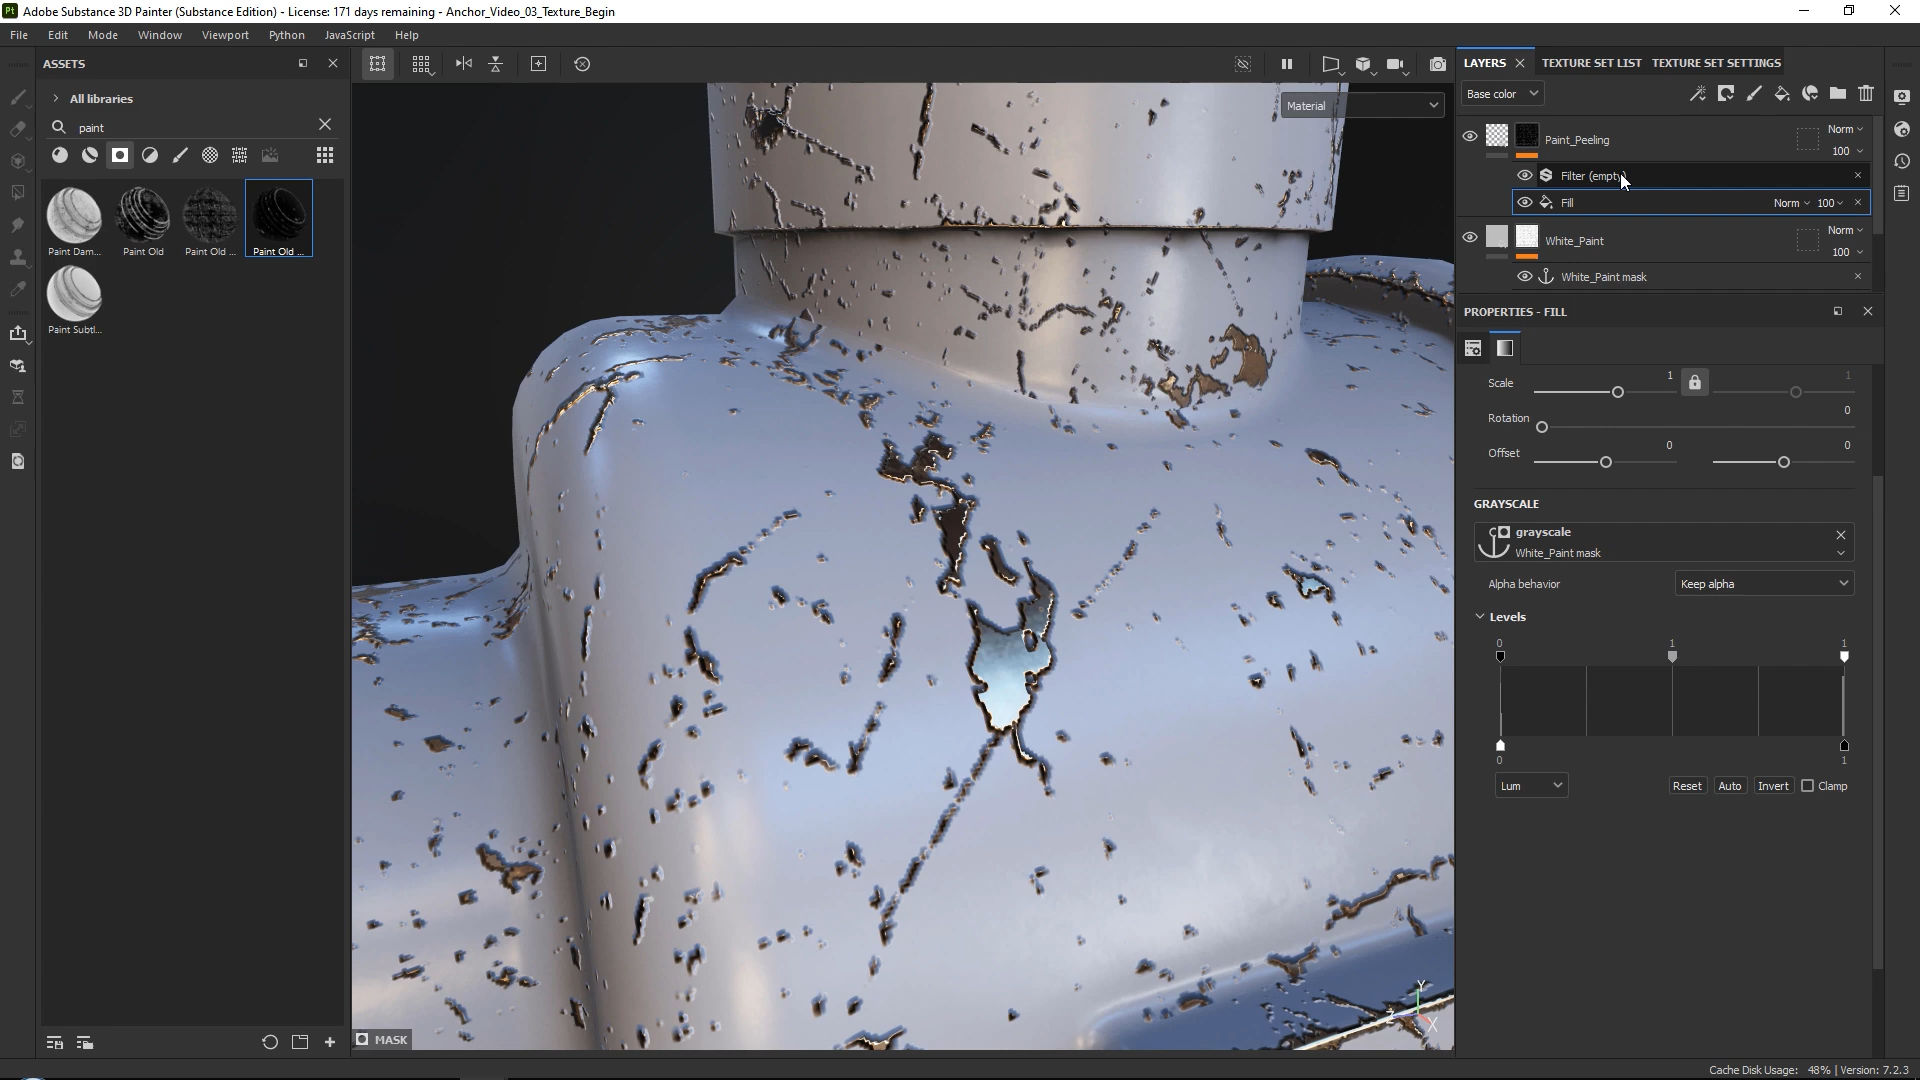 Pt Adobe Substance 3D Painter (Substance Edition) - License: 171 days remaining - Anchor_Video_03_Texture_Begin
File Edit Mode Window Viewport Python JavaScript Help
ASSETS
All libraries
paint
Paint Dam...
Paint Old
Paint Old ...
Paint Old ...
Paint Subtl...
Material
Y
Z
X
MASK
LAYERS TEXTURE SET LIST TEXTURE SET SETTINGS
Base color
Paint_Peeling Norm
100
Filter (empty)
Fill Norm 100
White_Paint Norm
100
White_Paint mask
PROPERTIES - FILL
Scale 1 1
Rotation 0
Offset 0 0
GRAYSCALE
grayscale
White_Paint mask
Alpha behavior Keep alpha
Levels
0 1 1
0 1
Lum Reset Auto Invert Clamp
Cache Disk Usage: 48% | Version: 7.2.3